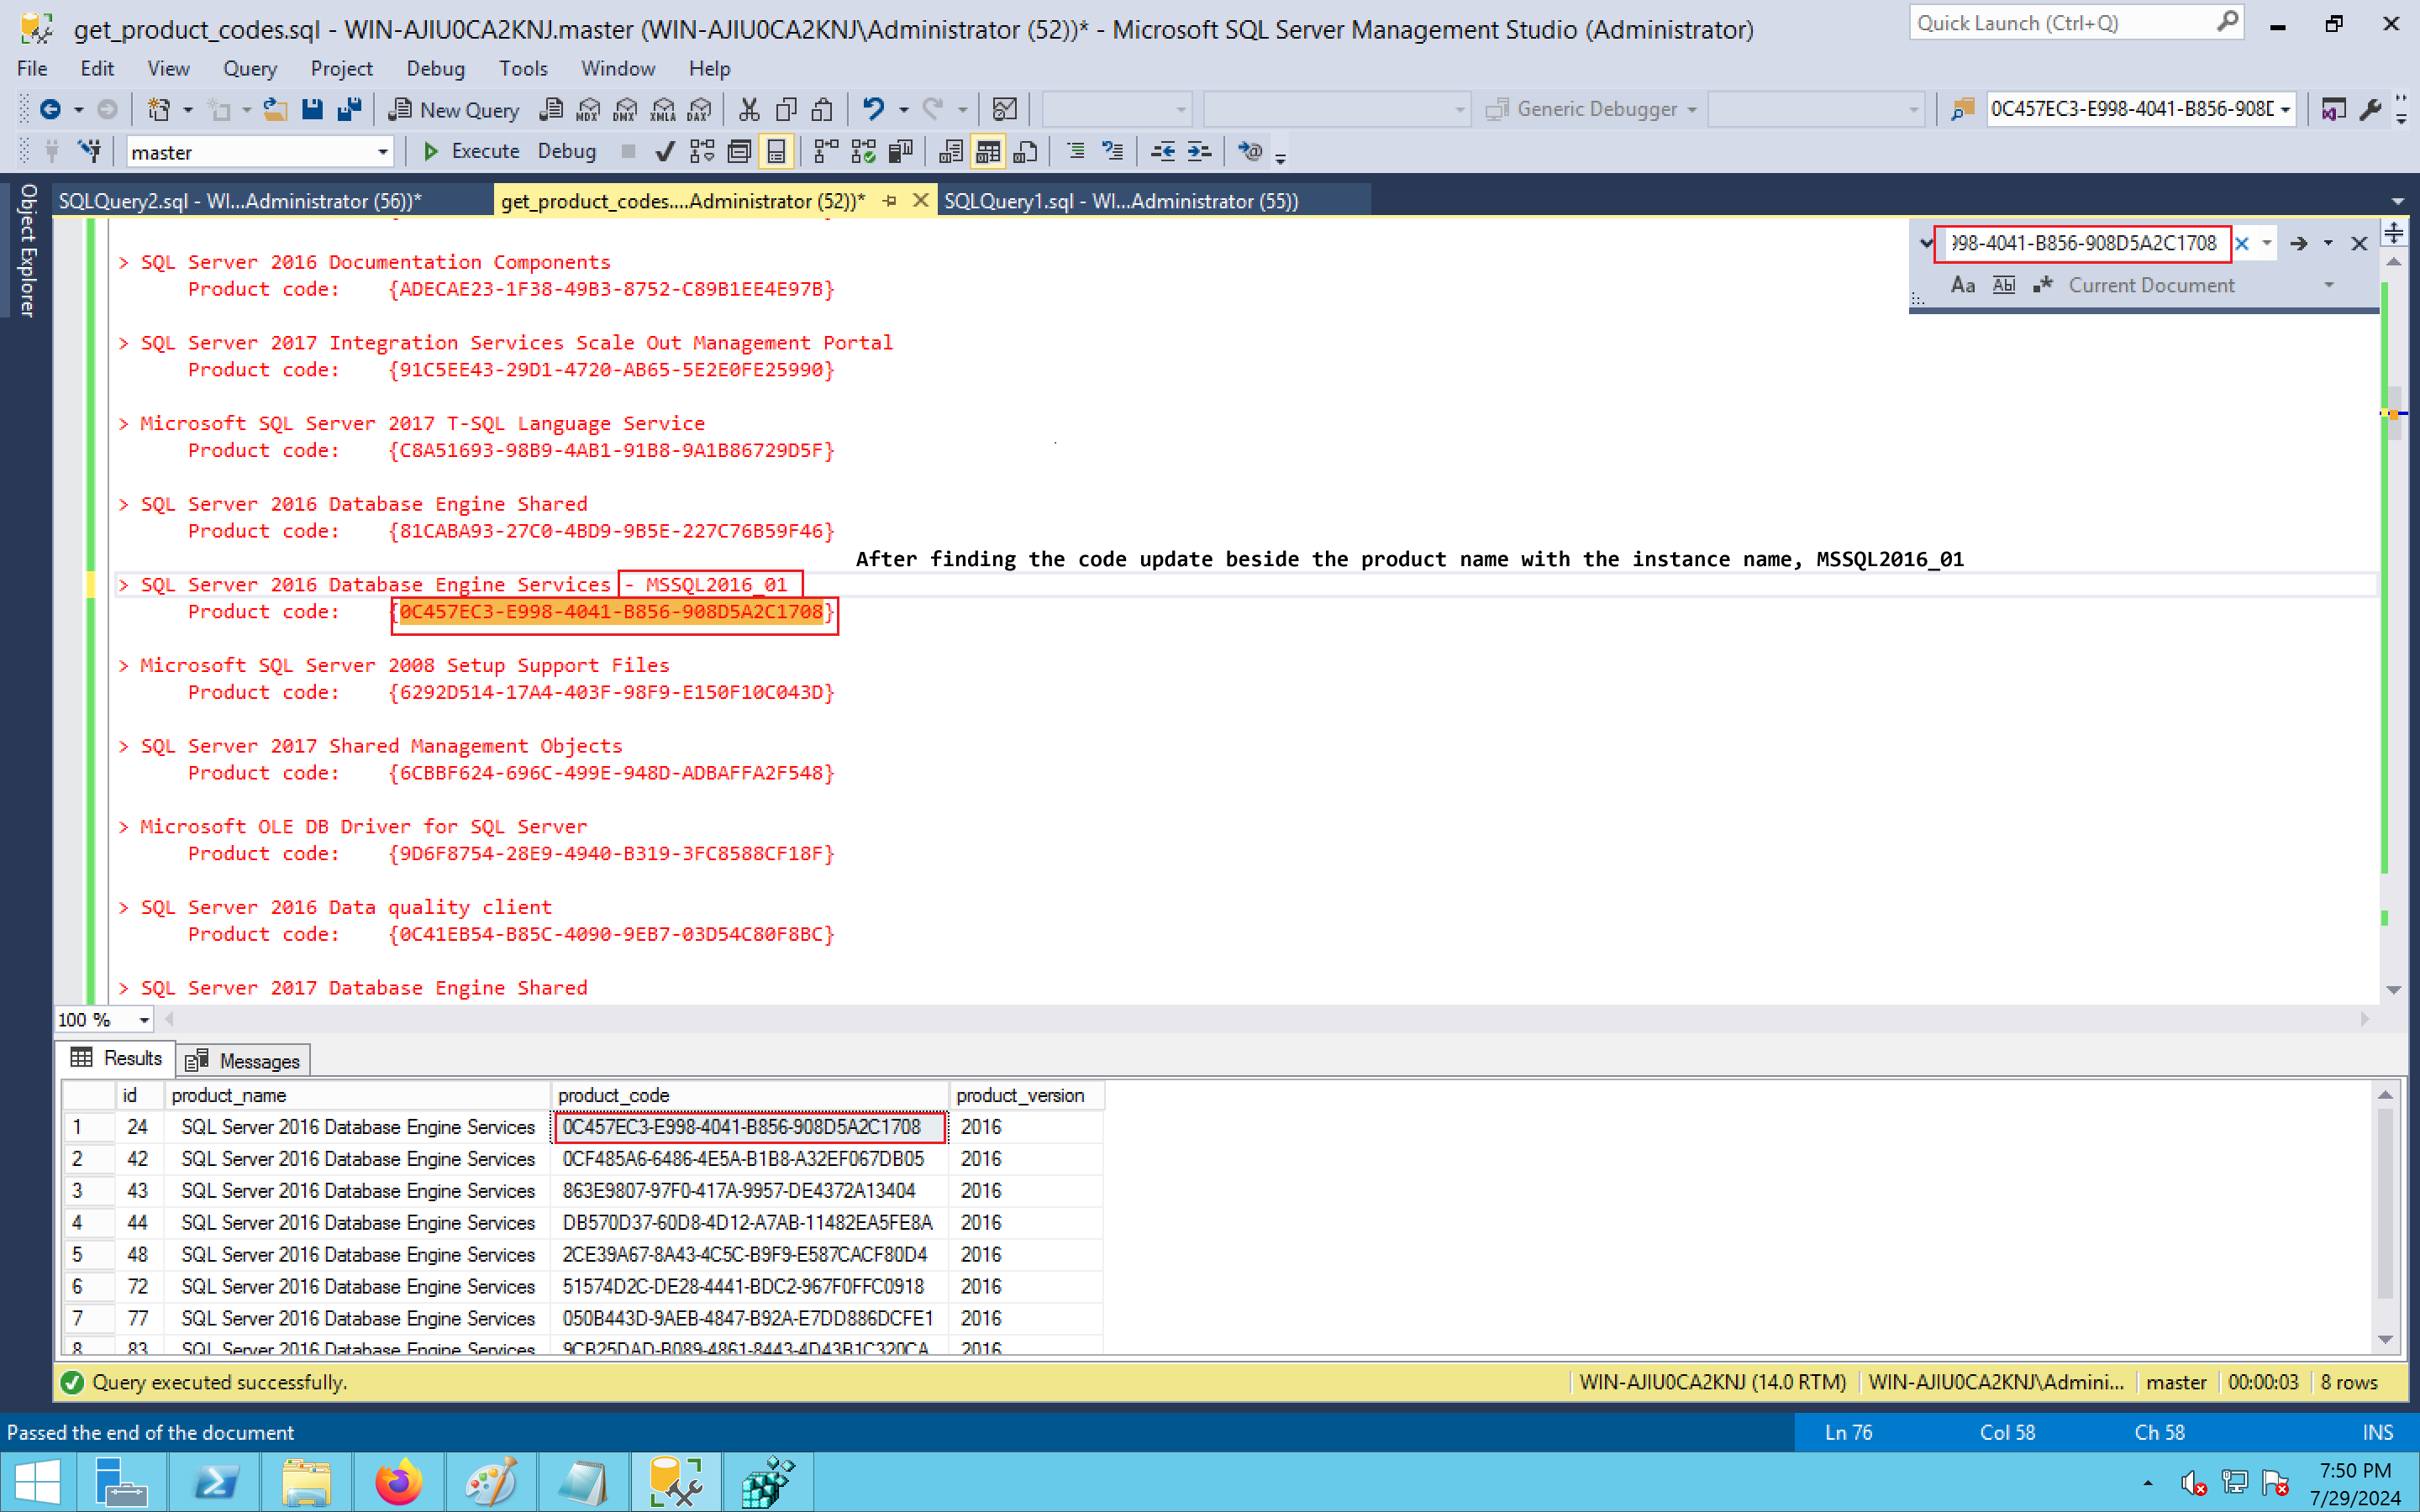 get_product_codes.sql - WIN-AJIU0CA2KNJ.master (WIN-AJIU0CA2KNJ\Administrator (52))* - Microsoft SQL Server Management Studio (Administrator)
Quick Launch (Ctrl+Q)
File Edit View Query Project Debug Tools Window Help
New Query MDX DMX XMLA DAX Generic Debugger 0C457EC3-E998-4041-B856-908D
master Execute Debug
SQLQuery2.sql - WI...Administrator (56))* get_product_codes....Administrator (52))* SQLQuery1.sql - WI...Administrator (55))
Object Explorer
998-4041-B856-908D5A2C1708
Aa Abl Current Document
> SQL Server 2016 Documentation Components
Product code: {ADECAE23-1F38-49B3-8752-C89B1EE4E97B}
> SQL Server 2017 Integration Services Scale Out Management Portal
Product code: {91C5EE43-29D1-4720-AB65-5E2E0FE25990}
> Microsoft SQL Server 2017 T-SQL Language Service
Product code: {C8A51693-98B9-4AB1-91B8-9A1B86729D5F}
> SQL Server 2016 Database Engine Shared
Product code: {81CABA93-27C0-4BD9-9B5E-227C76B59F46}
After finding the code update beside the product name with the instance name, MSSQL2016_01
> SQL Server 2016 Database Engine Services - MSSQL2016_01
Product code: {0C457EC3-E998-4041-B856-908D5A2C1708}
> Microsoft SQL Server 2008 Setup Support Files
Product code: {6292D514-17A4-403F-98F9-E150F10C043D}
> SQL Server 2017 Shared Management Objects
Product code: {6CBBF624-696C-499E-948D-ADBAFFA2F548}
> Microsoft OLE DB Driver for SQL Server
Product code: {9D6F8754-28E9-4940-B319-3FC8588CF18F}
> SQL Server 2016 Data quality client
Product code: {0C41EB54-B85C-4090-9EB7-03D54C80F8BC}
> SQL Server 2017 Database Engine Shared
100 %
Results Messages
id product_name product_code product_version
1 24 SQL Server 2016 Database Engine Services 0C457EC3-E998-4041-B856-908D5A2C1708 2016
2 42 SQL Server 2016 Database Engine Services 0CF485A6-6486-4E5A-B1B8-A32EF067DB05 2016
3 43 SQL Server 2016 Database Engine Services 863E9807-97F0-417A-9957-DE4372A13404 2016
4 44 SQL Server 2016 Database Engine Services DB570D37-60D8-4D12-A7AB-11482EA5FE8A 2016
5 48 SQL Server 2016 Database Engine Services 2CE39A67-8A43-4C5C-B9F9-E587CACF80D4 2016
6 72 SQL Server 2016 Database Engine Services 51574D2C-DE28-4441-BDC2-967F0FFC0918 2016
7 77 SQL Server 2016 Database Engine Services 050B443D-9AEB-4847-B92A-E7DD886DCFE1 2016
8 83 SQL Server 2016 Database Engine Services 9CB25DAD-B089-4861-8443-4D43B1C320CA 2016
Query executed successfully. WIN-AJIU0CA2KNJ (14.0 RTM) WIN-AJIU0CA2KNJ\Admini... master 00:00:03 8 rows
Passed the end of the document Ln 76 Col 58 Ch 58 INS
7:50 PM
7/29/2024